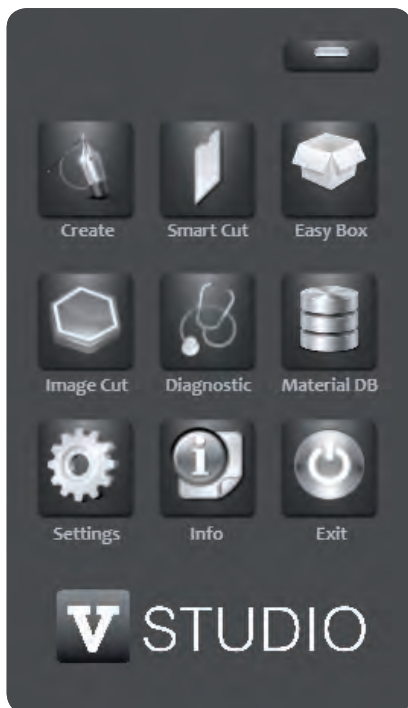 Create Smart Cut Easy Box
Image Cut Diagnostic Material DB
Settings Info Exit
V STUDIO